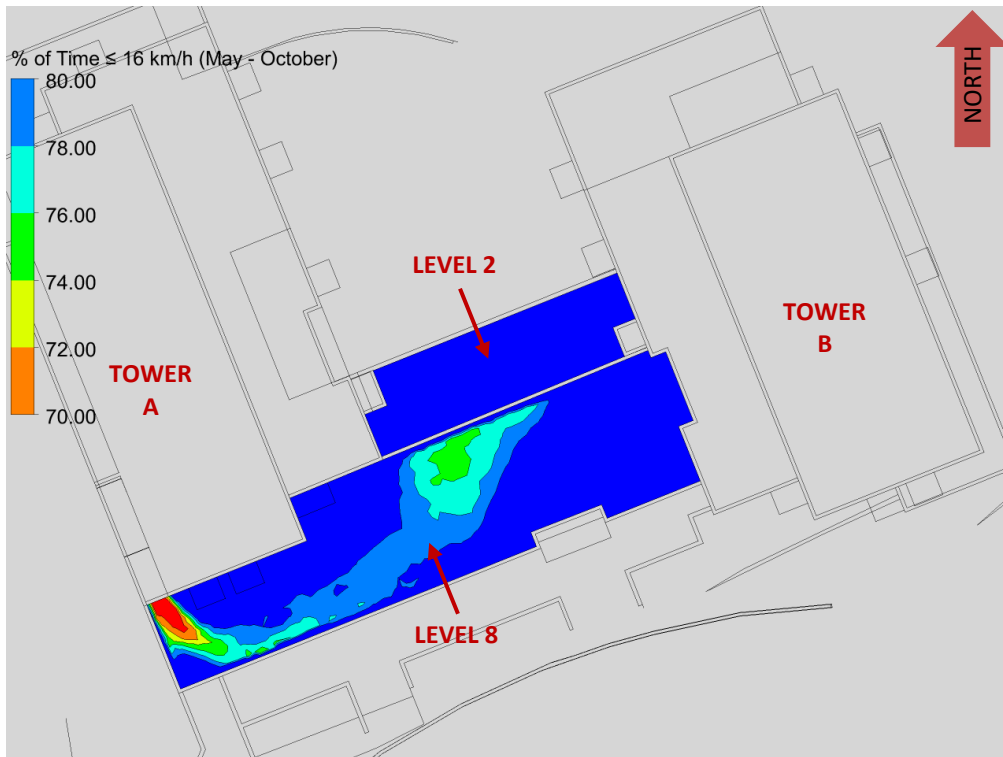 % of Time ≤ 16 km/h (May - October)
80.00
78.00
76.00
74.00
72.00
70.00
NORTH
LEVEL 2
TOWER
A
TOWER
B
LEVEL 8